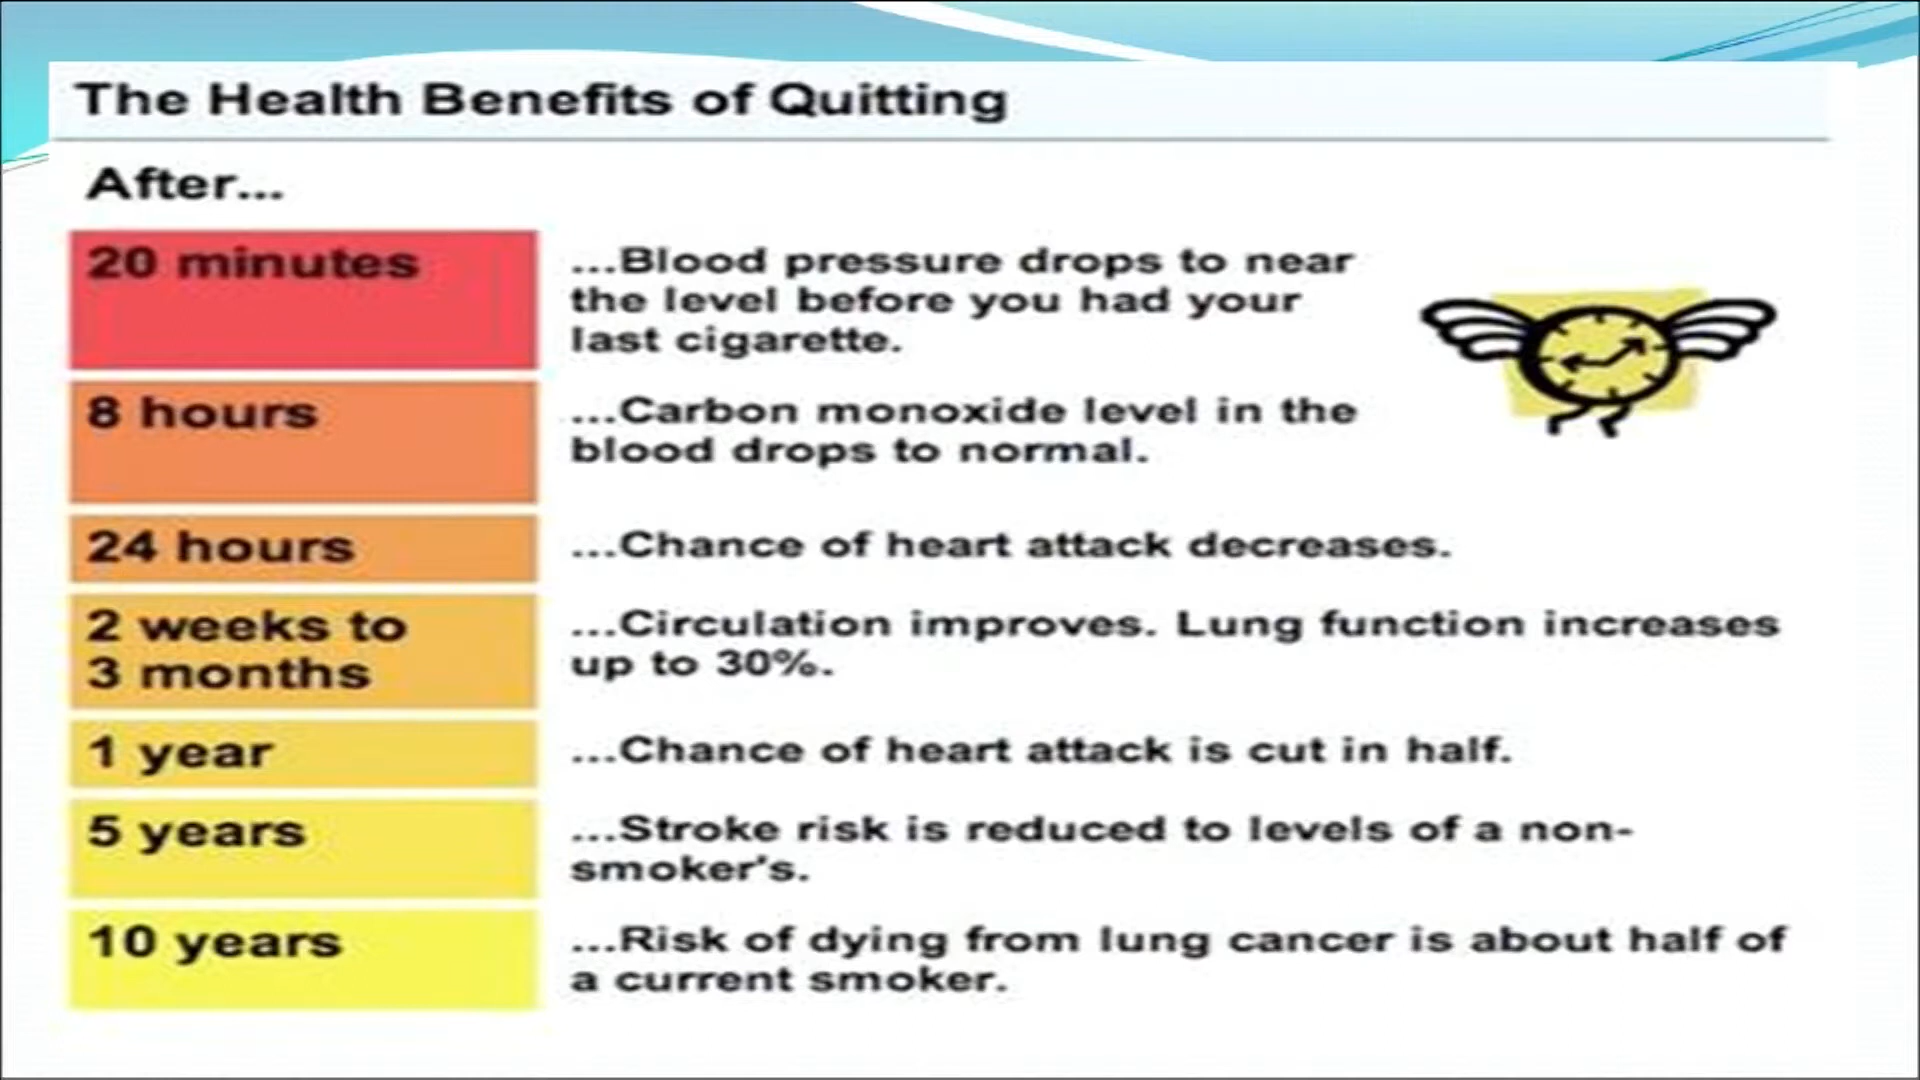 The Health Benefits of Quitting
After...
20 minutes
...Blood pressure drops to near
the level before you had your
last cigarette.
8 hours
...Carbon monoxide level in the
blood drops to normal.
24 hours
...Chance of heart attack decreases.
2 weeks to
3 months
...Circulation improves. Lung function increases
up to 30%.
1 year
...Chance of heart attack is cut in half.
5 years
...Stroke risk is reduced to levels of a non-
smoker's.
10 years
...Risk of dying from lung cancer is about half of
a current smoker.